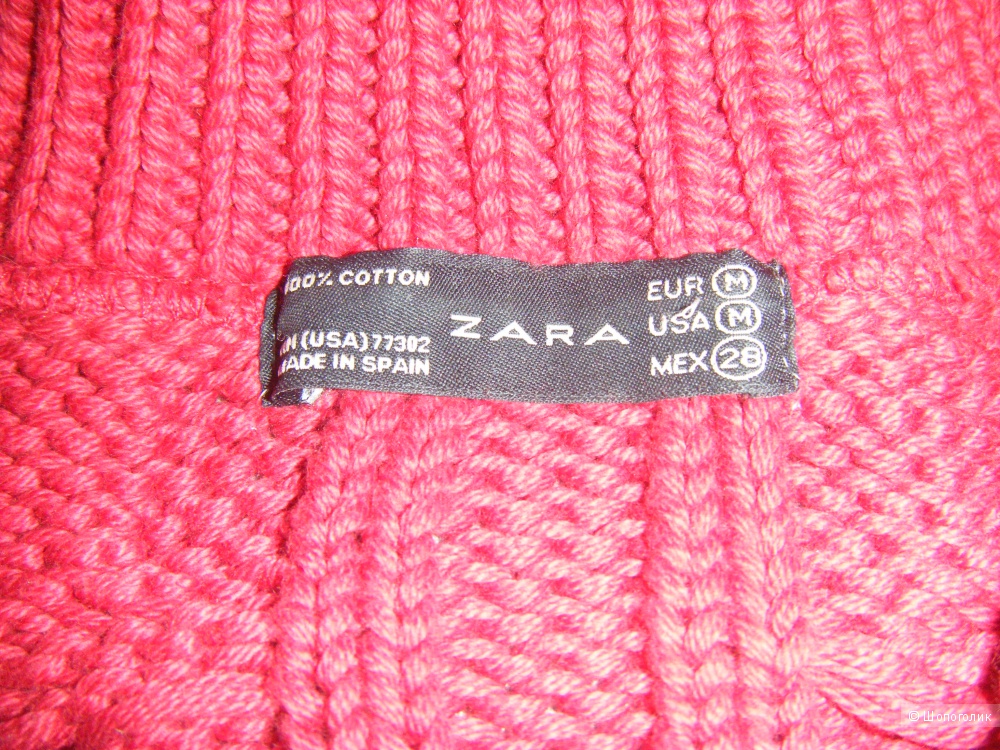 100% COTTON
RN (USA) 77302
MADE IN SPAIN
ZARA
EUR M
USA M
MEX 28
© Шопоголик